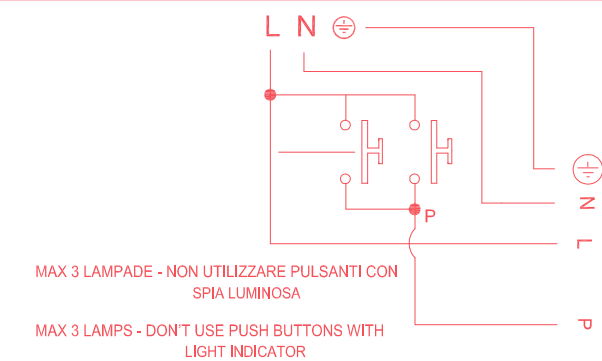 L N
P
N
L
P
MAX 3 LAMPADE - NON UTILIZZARE PULSANTI CON
SPIA LUMINOSA
MAX 3 LAMPS - DON'T USE PUSH BUTTONS WITH
LIGHT INDICATOR